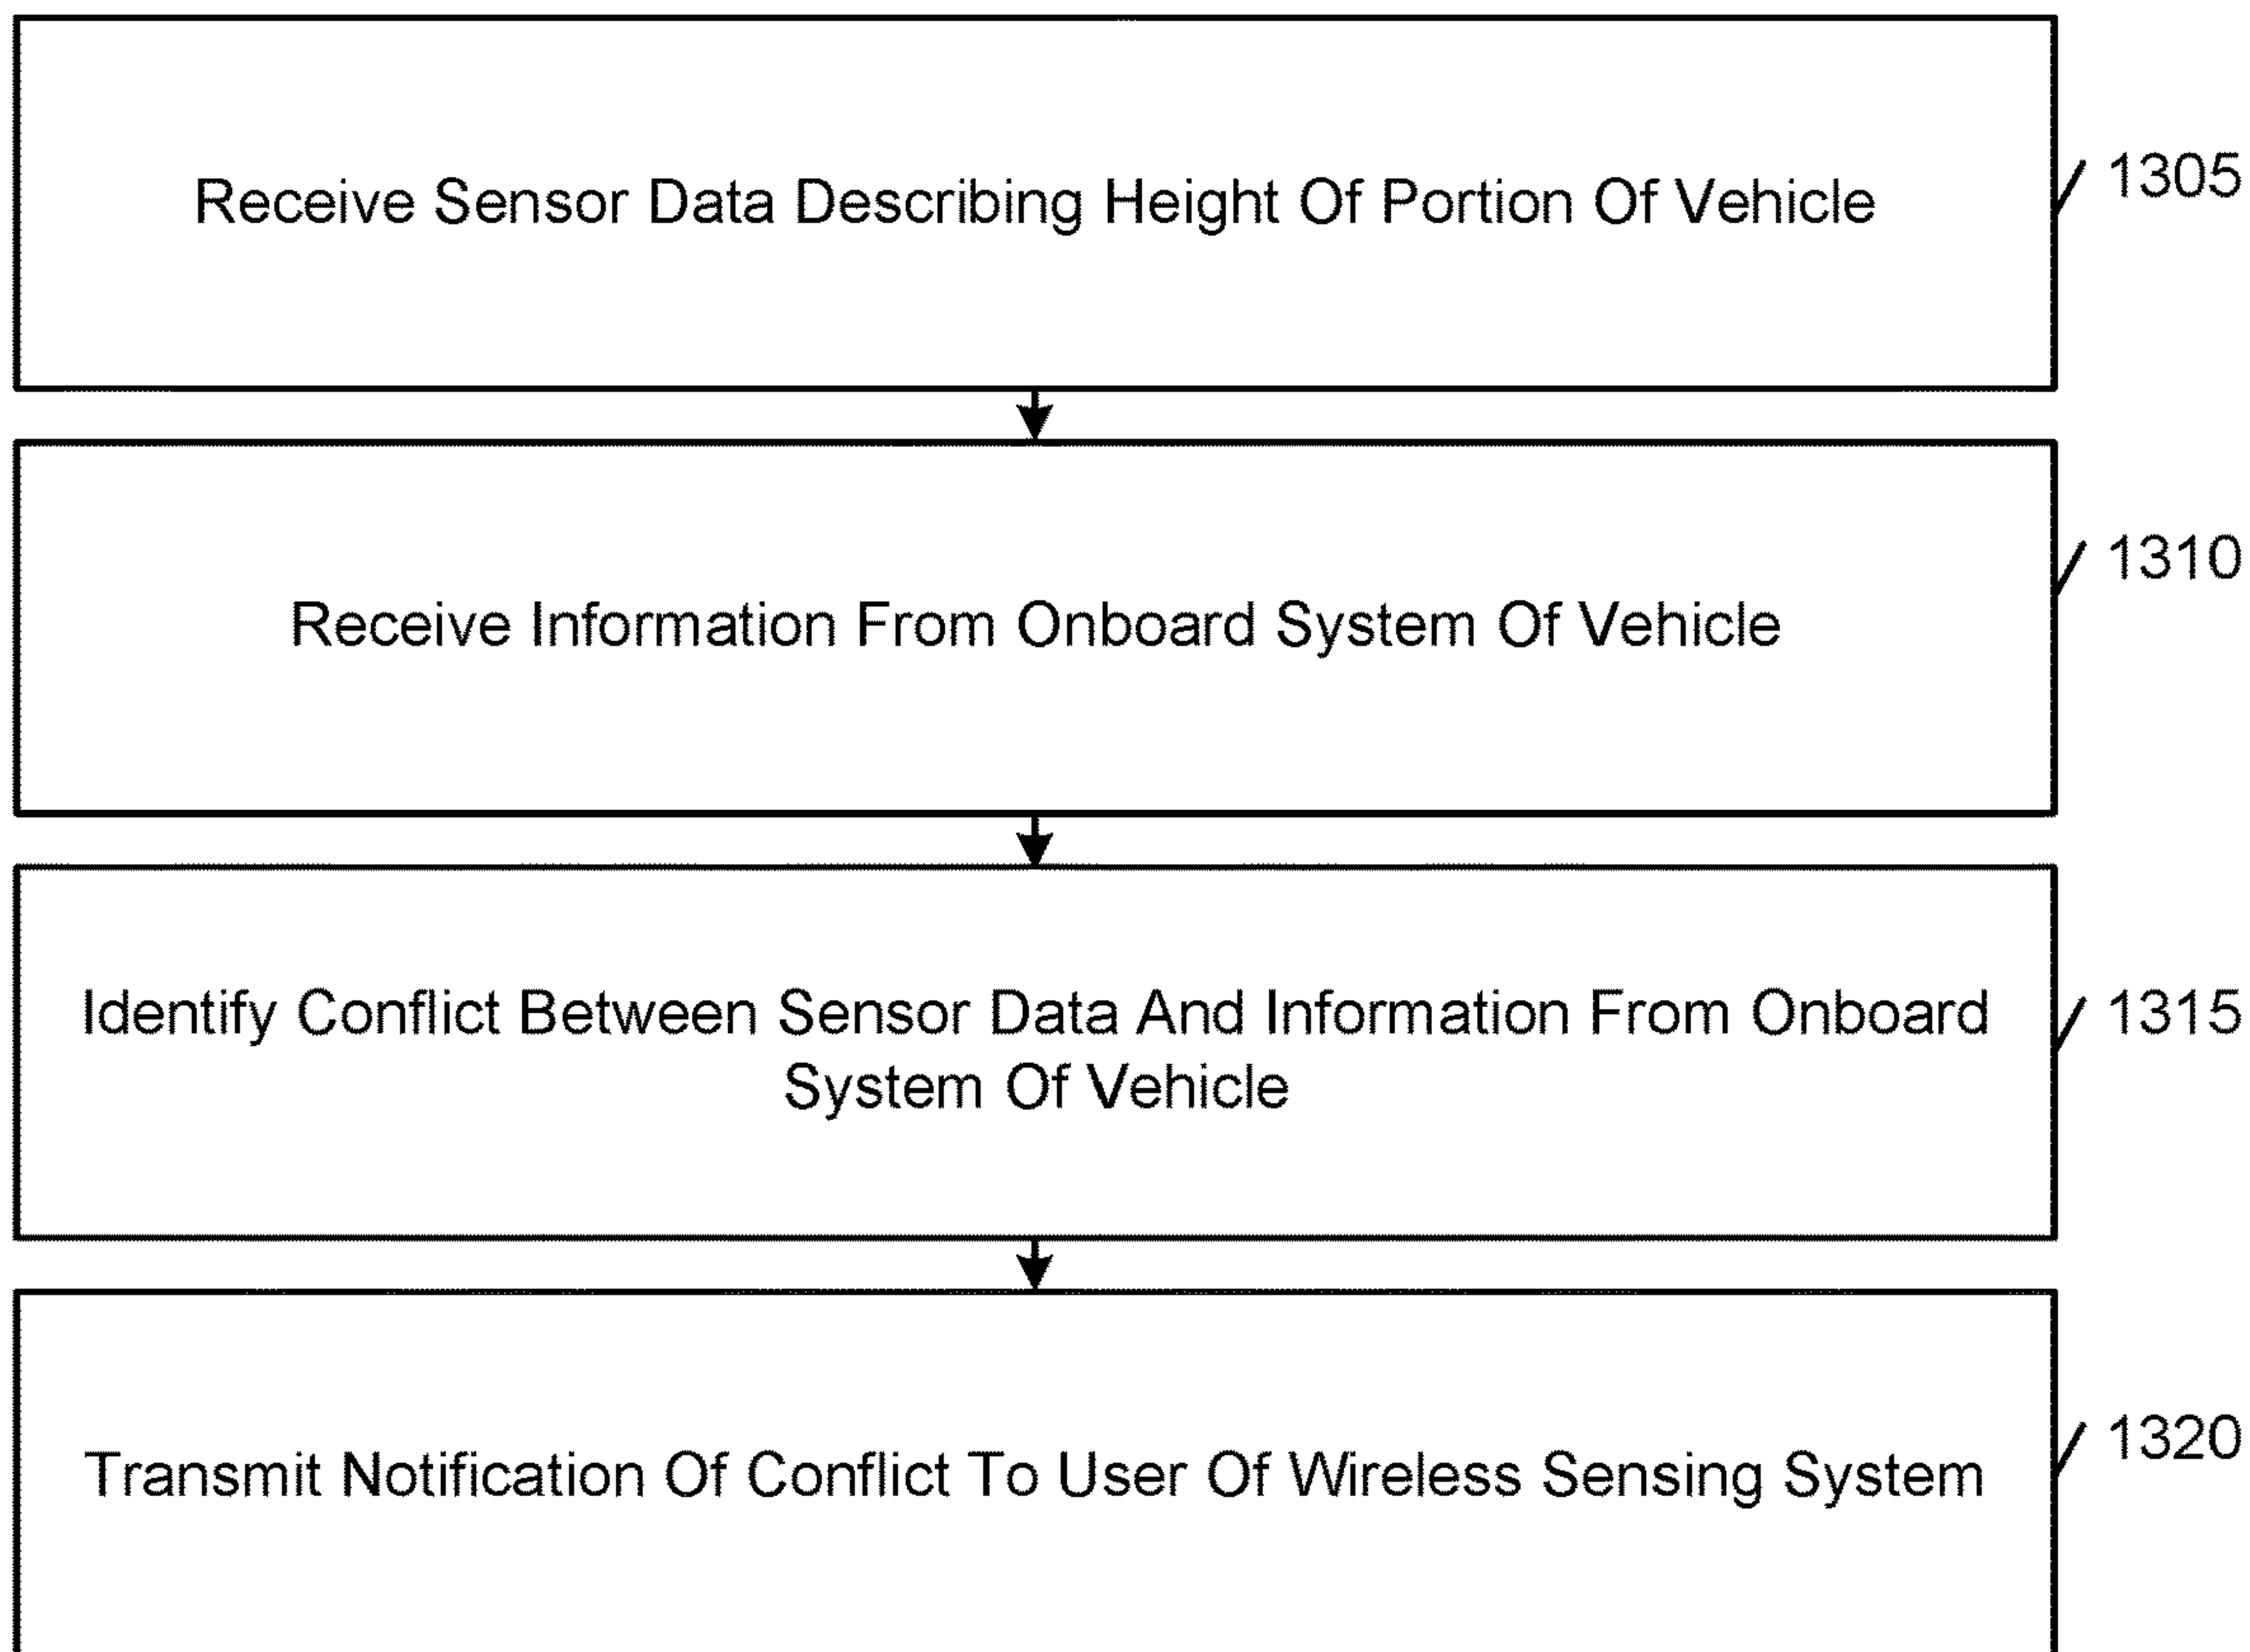 Receive Sensor Data Describing Height Of Portion Of Vehicle
1305
Receive Information From Onboard System Of Vehicle
1310
Identify Conflict Between Sensor Data And Information From Onboard
System Of Vehicle
1315
Transmit Notification Of Conflict To User Of Wireless Sensing System
1320